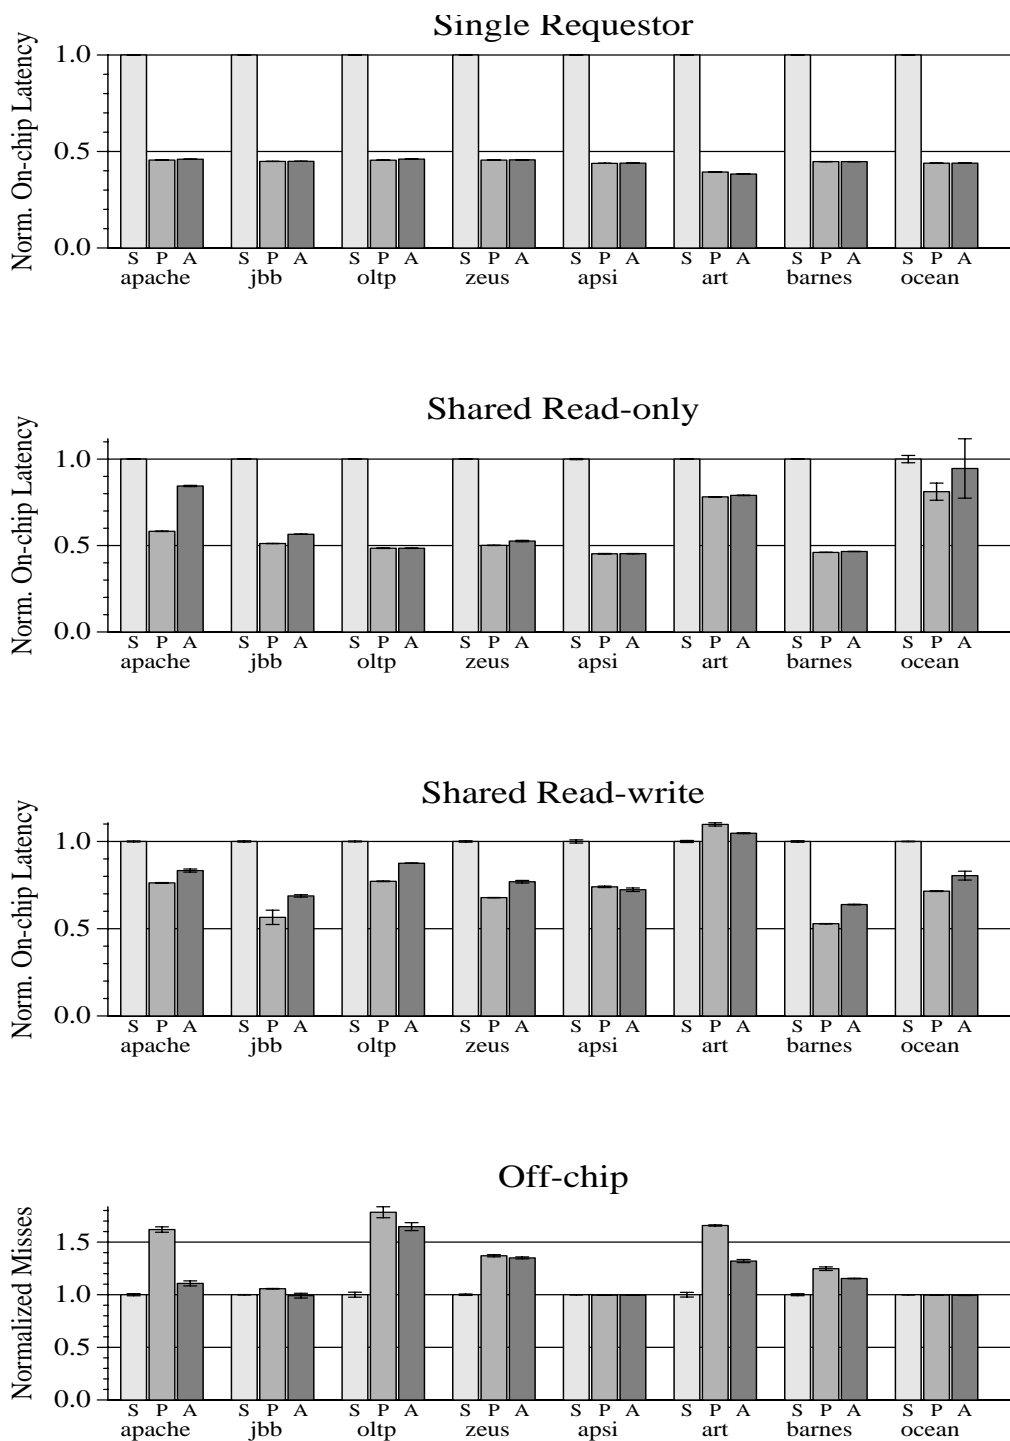 Single Requestor
Norm. On-chip Latency
1.0
0.5
0.0
S P A S P A S P A S P A S P A S P A S P A S P A
apache jbb oltp zeus apsi art barnes ocean
Shared Read-only
Norm. On-chip Latency
1.0
0.5
0.0
S P A S P A S P A S P A S P A S P A S P A S P A
apache jbb oltp zeus apsi art barnes ocean
Shared Read-write
Norm. On-chip Latency
1.0
0.5
0.0
S P A S P A S P A S P A S P A S P A S P A S P A
apache jbb oltp zeus apsi art barnes ocean
Off-chip
Normalized Misses
1.5
1.0
0.5
0.0
S P A S P A S P A S P A S P A S P A S P A S P A
apache jbb oltp zeus apsi art barnes ocean